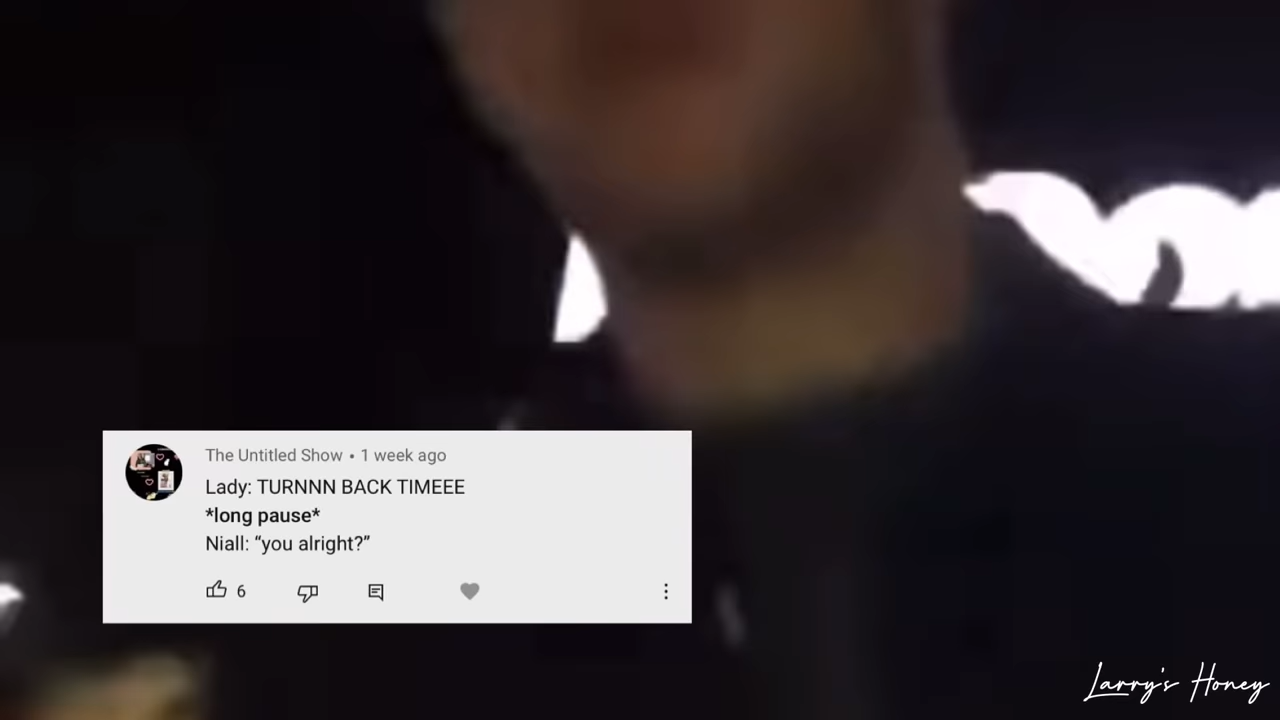 The Untitled Show • 1 week ago
Lady: TURNNN BACK TIMEEE
*long pause*
Niall: “you alright?”
6
Larry's Honey